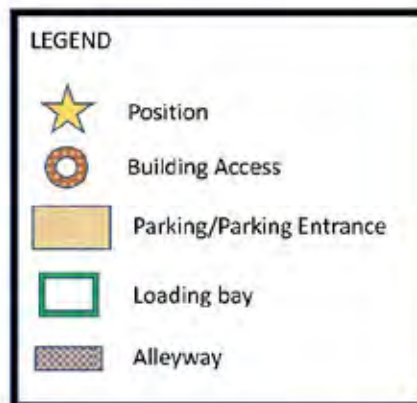 LEGEND
Position
Building Access
Parking/Parking Entrance
Loading bay
Alleyway